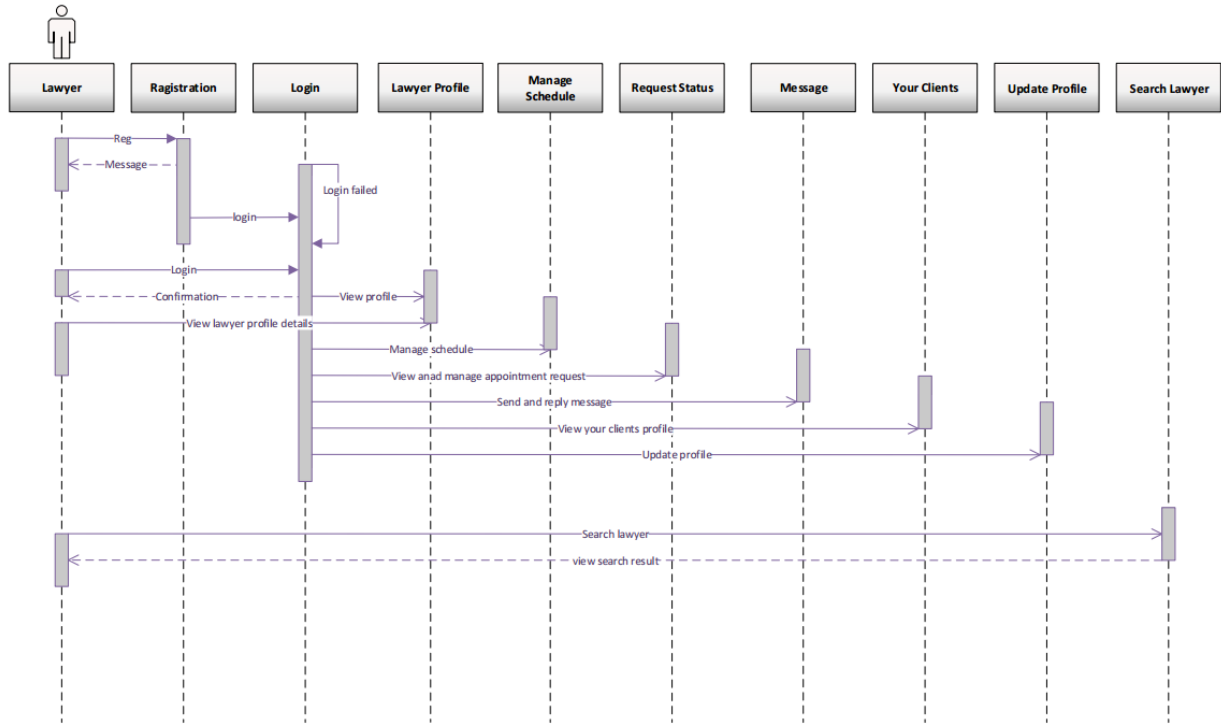 Lawyer
Ragistration
Login
Lawyer Profile
Manage
Schedule
Request Status
Message
Your Clients
Update Profile
Search Lawyer
Reg
Message
Login failed
login
Login
Confirmation
View profile
View lawyer profile details
Manage schedule
View anad manage appointment request
Send and reply message
View your clients profile
Update profile
Search lawyer
view search result